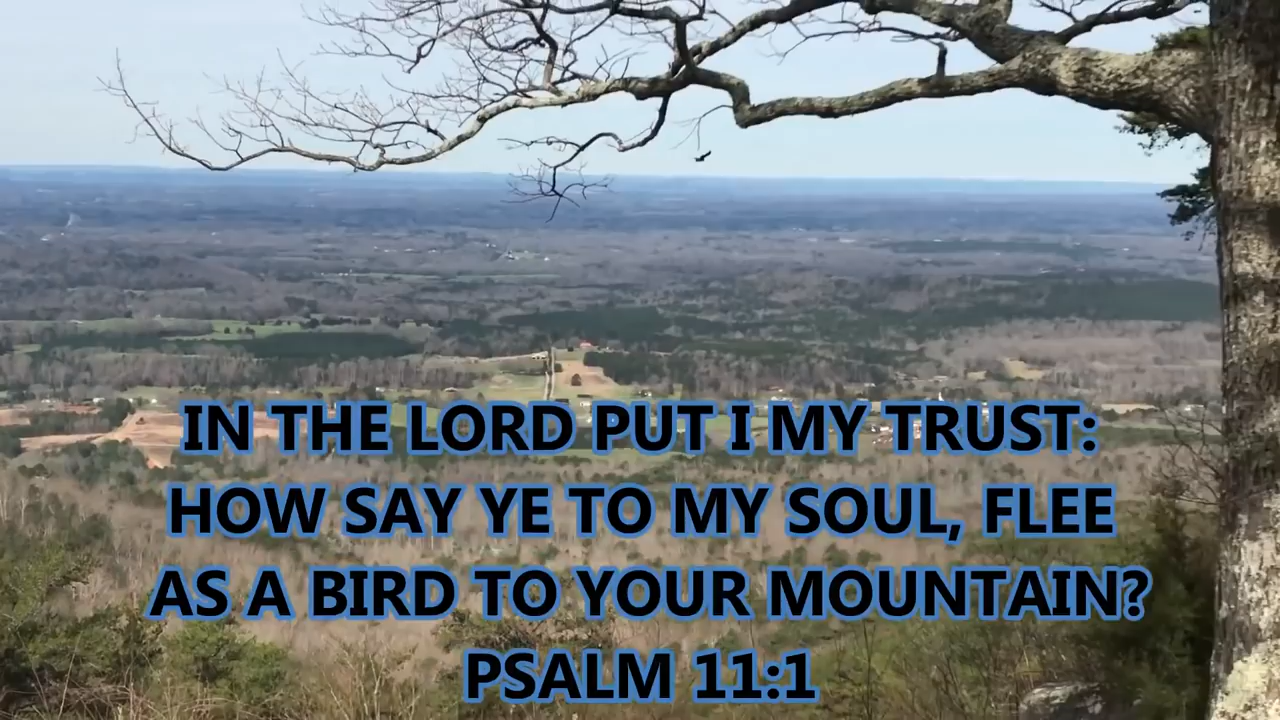 IN THE LORD PUT I MY TRUST:
HOW SAY YE TO MY SOUL, FLEE
AS A BIRD TO YOUR MOUNTAIN?
PSALM 11:1